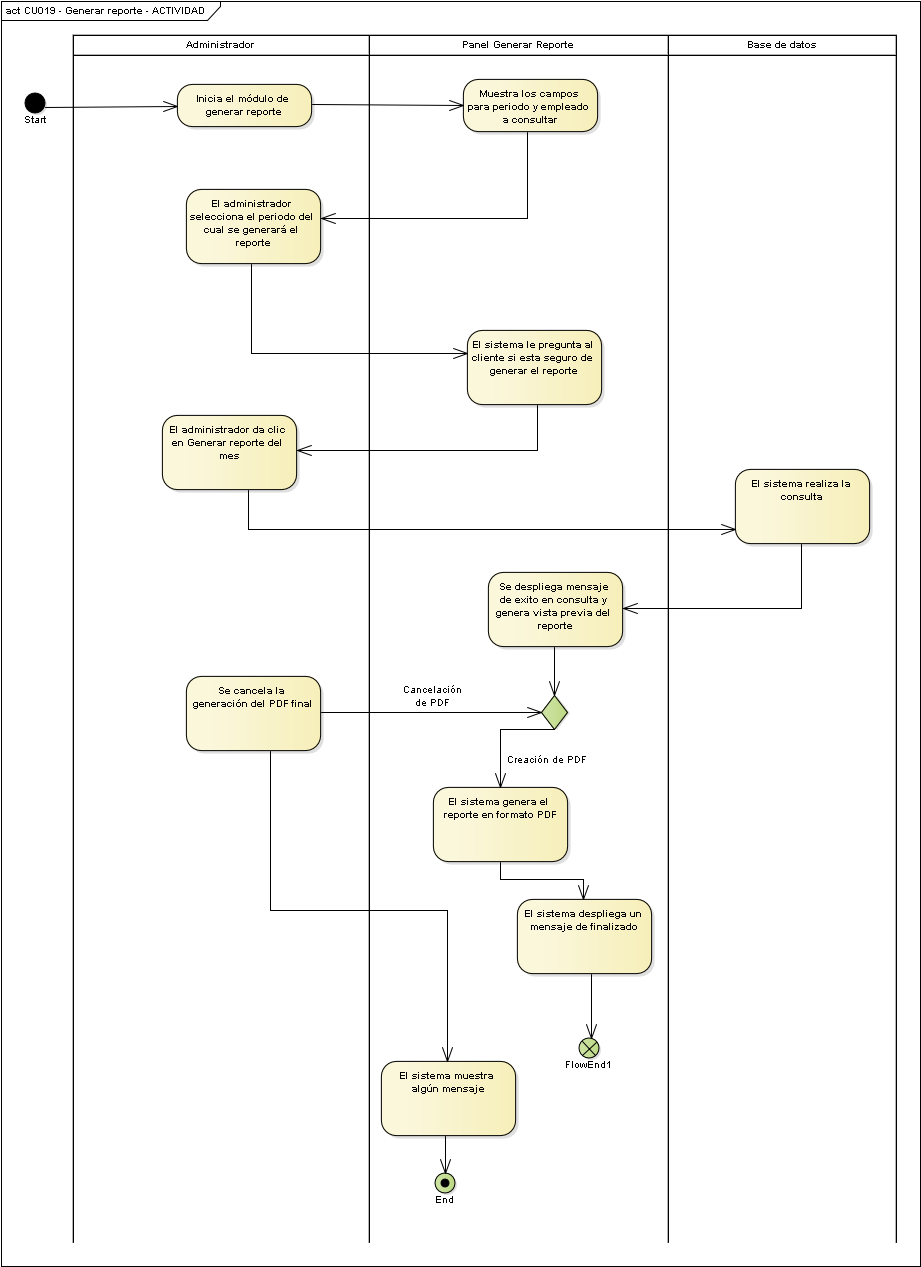 act CU019 - Generar reporte - ACTIVIDAD
Administrador
Panel Generar Reporte
Base de datos
Start
Inicia el módulo de
generar reporte
Muestra los campos
para periodo y empleado
a consultar
El administrador
selecciona el periodo del
cual se generará el
reporte
El sistema le pregunta al
cliente si esta seguro de
generar el reporte
El administrador da clic
en Generar reporte del
mes
El sistema realiza la
consulta
Se despliega mensaje
de exito en consulta y
genera vista previa del
reporte
Se cancela la
generación del PDF final
Cancelación
de PDF
Creación de PDF
El sistema genera el
reporte en formato PDF
El sistema despliega un
mensaje de finalizado
FlowEnd1
El sistema muestra
algún mensaje
End